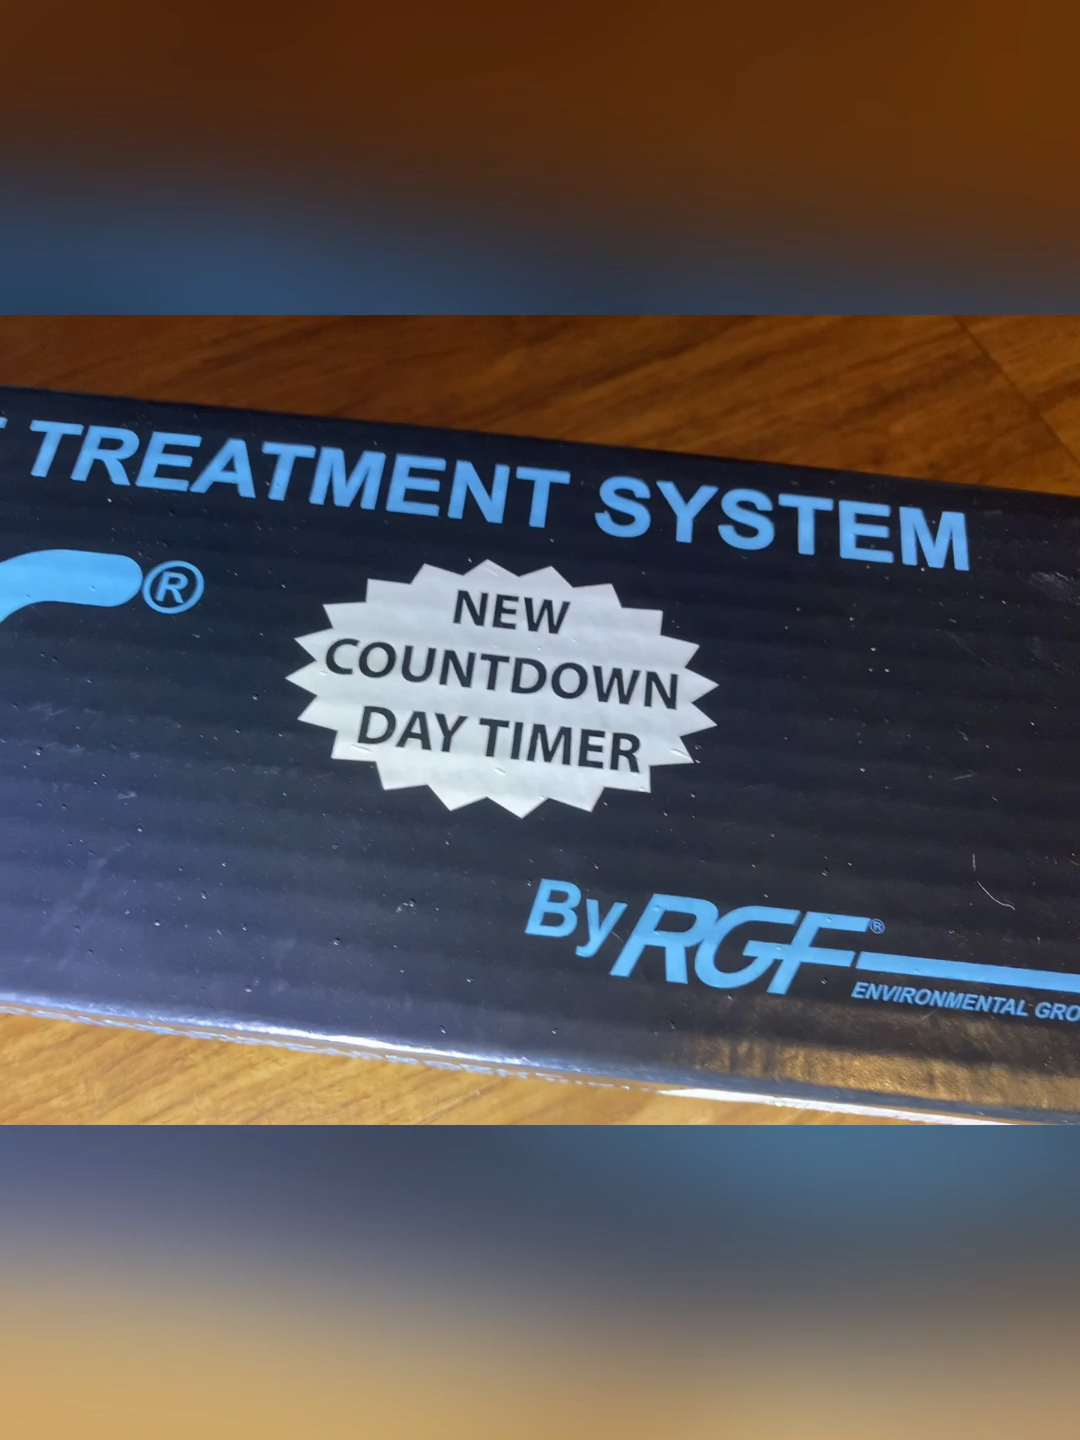 TREATMENT SYSTEM
®
NEW
COUNTDOWN
DAY TIMER
By RGF®
ENVIRONMENTAL